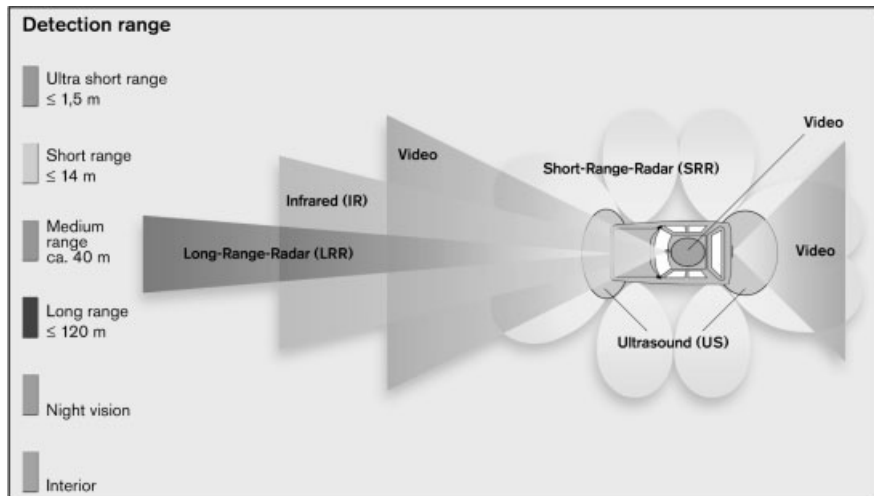 Detection range
Ultra short range
≤ 1,5 m
Short range
≤ 14 m
Medium
range
ca. 40 m
Long range
≤ 120 m
Night vision
Interior
Video
Video
Short-Range-Radar (SRR)
Infrared (IR)
Long-Range-Radar (LRR)
Video
Ultrasound (US)